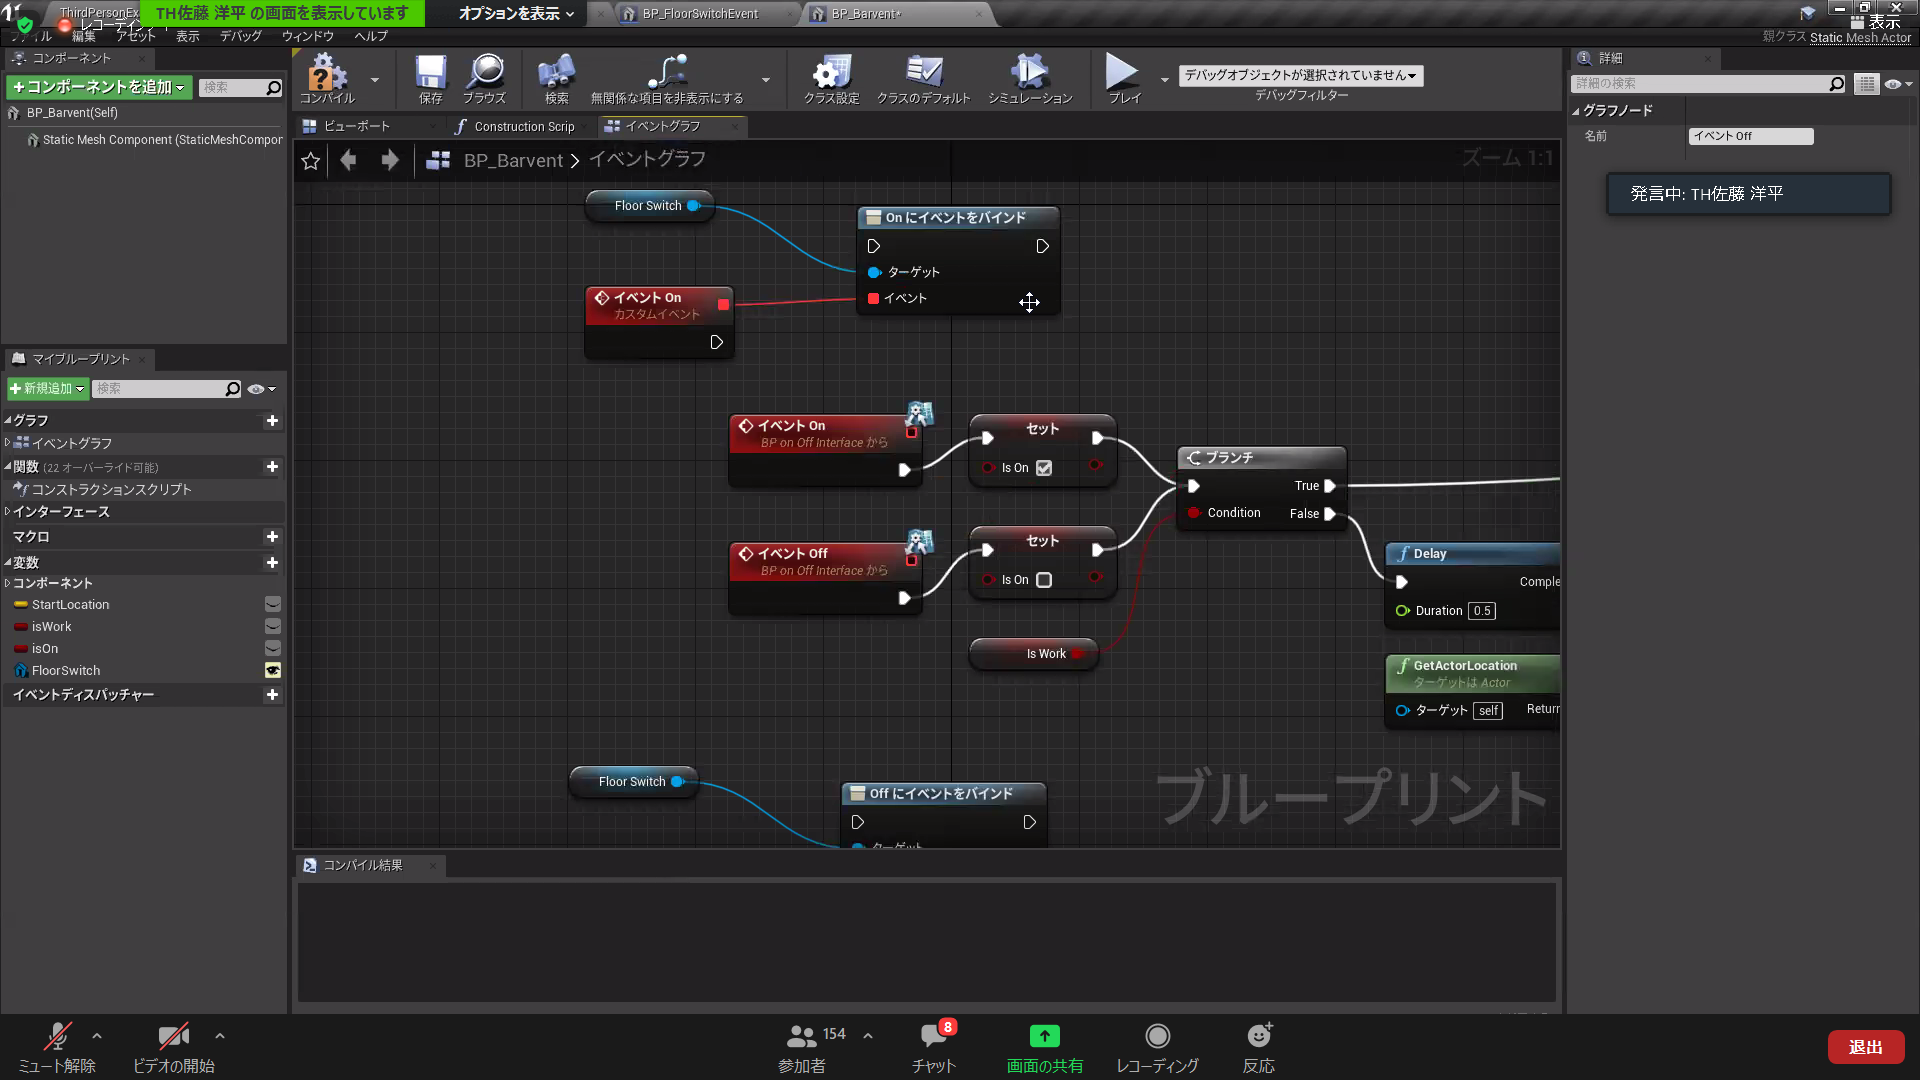 ThirdPersonEx
TH佐藤 洋平 の画面を表示しています
オプションを表示
BP_FloorSwitchEvent
BP_Barvent*
表示
編集
アセット
表示
デバッグ
ウィンドウ
ヘルプ
親クラス Static Mesh Actor
コンポーネント
+コンポーネントを追加
検索
BP_Barvent(Self)
Static Mesh Component (StaticMeshCompor
コンパイル
保存
ブラウズ
検索
無関係な項目を非表示にする
クラス設定
クラスのデフォルト
シミュレーション
プレイ
デバッグオブジェクトが選択されていません
デバッグフィルター
ビューポート
Construction Scrip
イベントグラフ
BP_Barvent > イベントグラフ
ズーム 1:1
詳細
詳細の検索
グラフノード
名前
イベント Off
発言中: TH佐藤 洋平
Floor Switch
On にイベントをバインド
ターゲット
イベント
イベント On
カスタムイベント
イベント On
BP on Off Interface から
セット
Is On
ブランチ
True
Condition
False
イベント Off
BP on Off Interface から
セット
Is On
Is Work
Delay
Comple
Duration 0.5
GetActorLocation
ターゲットは Actor
ターゲット self
Return
Floor Switch
Off にイベントをバインド
ターゲット
ブループリント
マイブループリント
+新規追加
検索
グラフ
イベントグラフ
関数 (22 オーバーライド可能)
コンストラクションスクリプト
インターフェース
マクロ
変数
コンポーネント
StartLocation
isWork
isOn
FloorSwitch
イベントディスパッチャー
コンパイル結果
ミュート解除
ビデオの開始
154
参加者
8
チャット
画面の共有
レコーディング
反応
退出